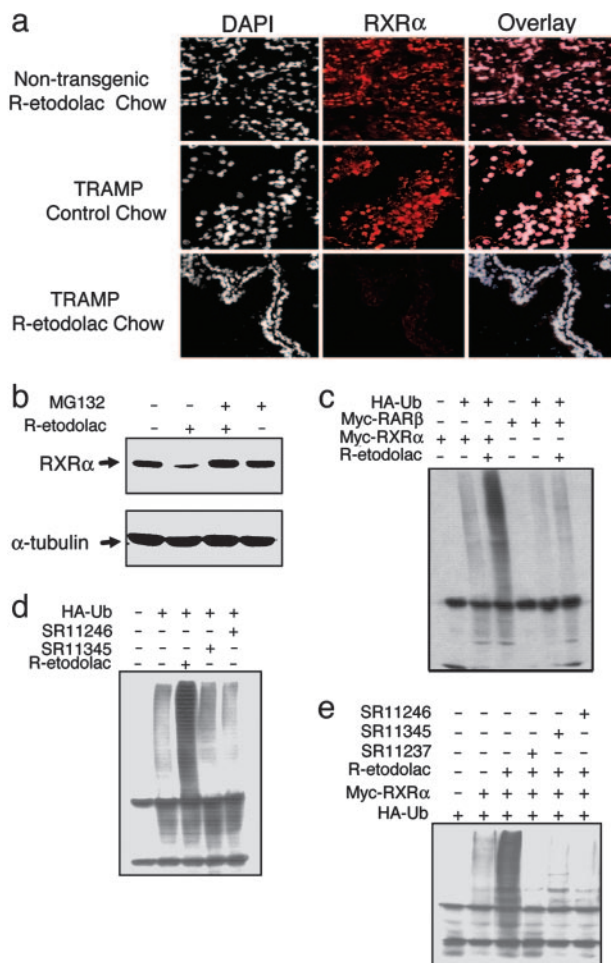 a
DAPI RXRα Overlay
Non-transgenic
R-etodolac Chow
TRAMP
Control Chow
TRAMP
R-etodolac Chow
b
MG132 – – + +
R-etodolac – + + –
RXRα
α-tubulin
c
HA-Ub – + + – + +
Myc-RARβ – – – + + +
Myc-RXRα + + + – – –
R-etodolac – – + – – +
d
HA-Ub – + + + +
SR11246 – – – – +
SR11345 – – – + –
R-etodolac – – + – –
e
SR11246 – – – – – +
SR11345 – – – – + –
SR11237 – – – + – –
R-etodolac – – + + + +
Myc-RXRα – + + + + +
HA-Ub + + + + + +